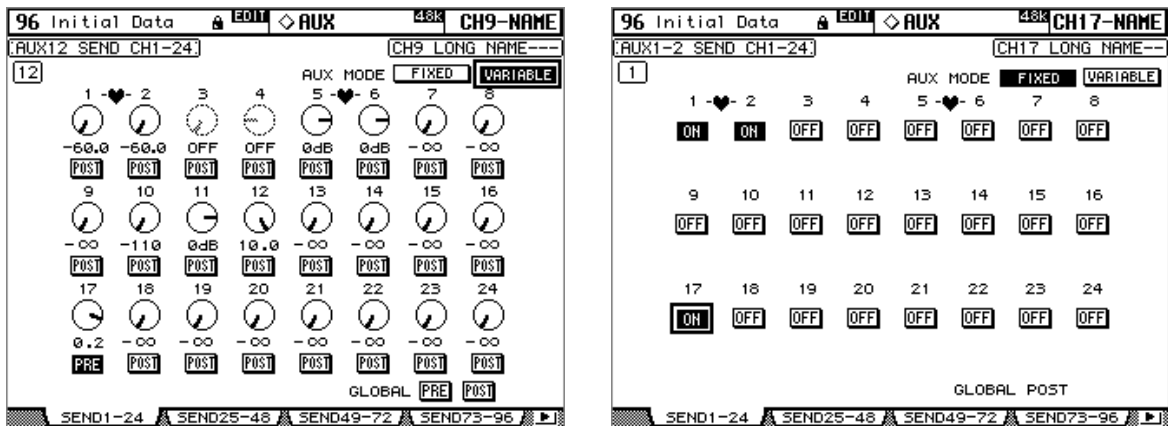 96 Initial Data EDIT AUX 48k CH9-NAME
AUX12 SEND CH1-24 CH9 LONG NAME---
12 AUX MODE FIXED VARIABLE
1 - - 2 3 4 5 - - 6 7 8
-60.0 -60.0 OFF OFF 0dB 0dB -∞ -∞
POST POST POST POST POST POST POST POST
9 10 11 12 13 14 15 16
-∞ -110 0dB 10.0 -∞ -∞ -∞ -∞
POST POST POST POST POST POST POST POST
17 18 19 20 21 22 23 24
0.2 -∞ -∞ -∞ -∞ -∞ -∞ -∞
PRE POST POST POST POST POST POST POST
GLOBAL PRE POST
SEND1-24 SEND25-48 SEND49-72 SEND73-96
96 Initial Data EDIT AUX 48k CH17-NAME
AUX1-2 SEND CH1-24 CH17 LONG NAME--
1 AUX MODE FIXED VARIABLE
1 - - 2 3 4 5 - - 6 7 8
ON ON OFF OFF OFF OFF OFF OFF
9 10 11 12 13 14 15 16
OFF OFF OFF OFF OFF OFF OFF OFF
17 18 19 20 21 22 23 24
ON OFF OFF OFF OFF OFF OFF OFF
GLOBAL POST
SEND1-24 SEND25-48 SEND49-72 SEND73-96